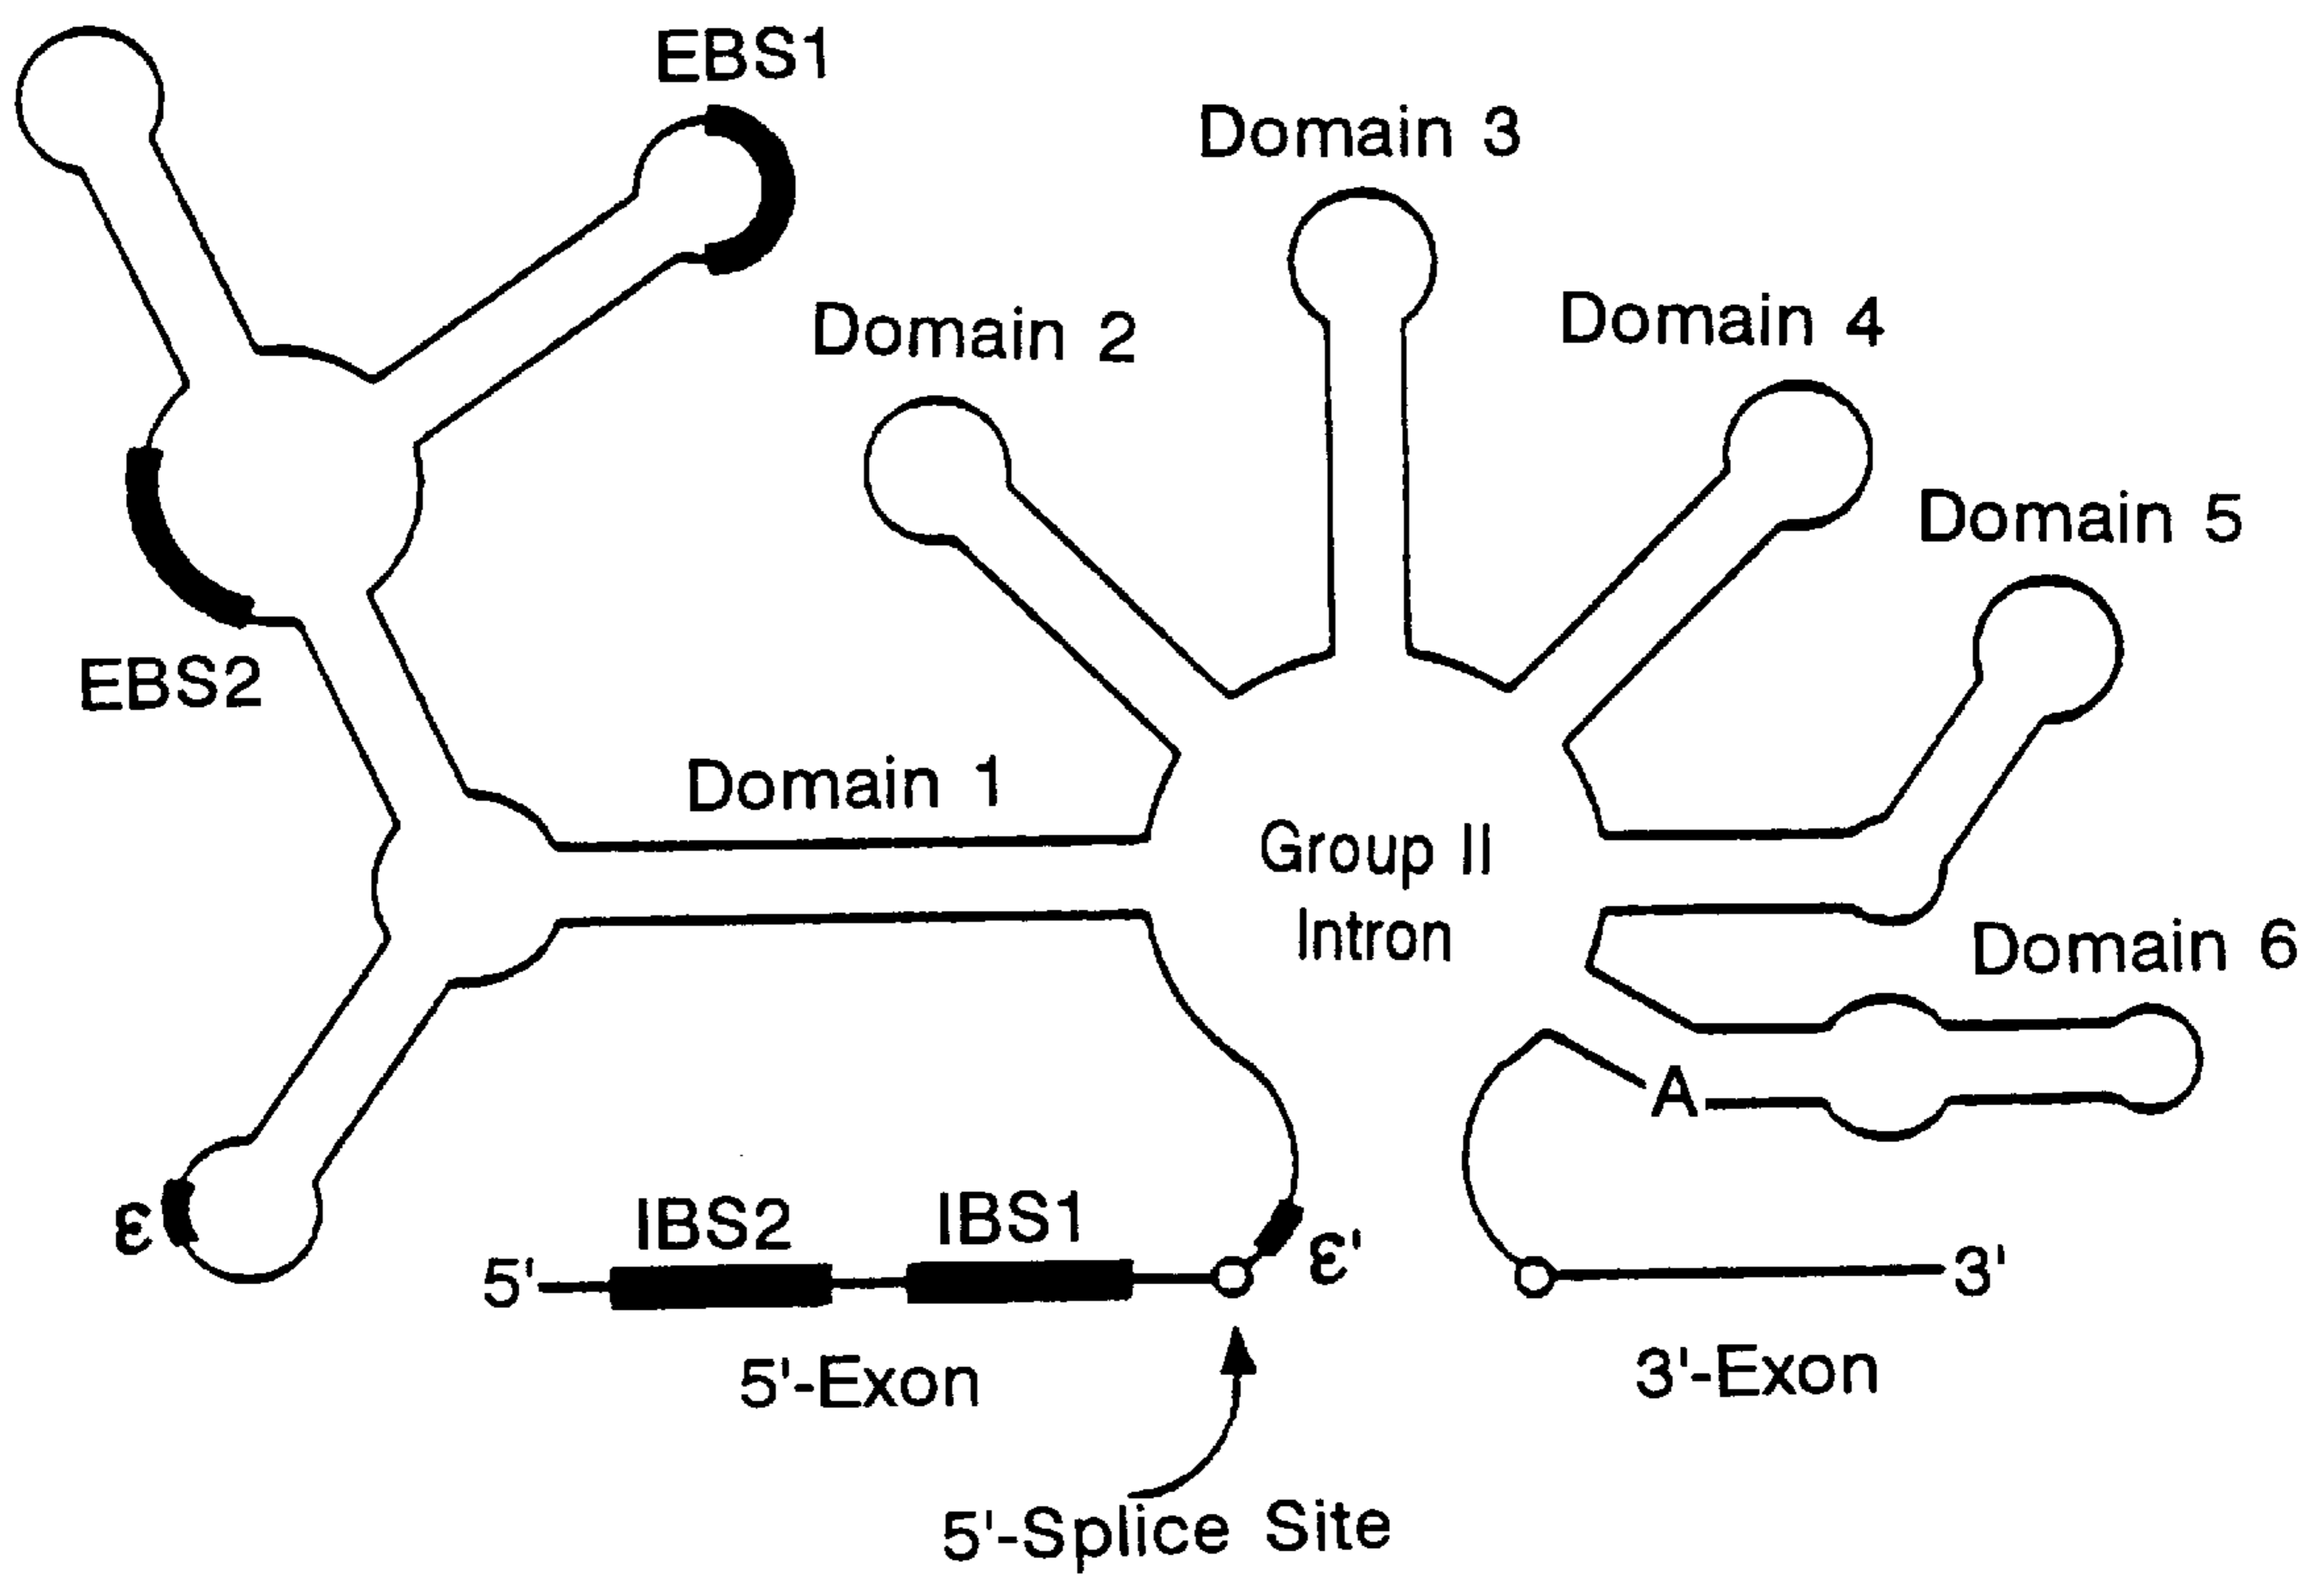 EBS1
Domain 3
Domain 2
Domain 4
Domain 5
EBS2
Domain 1
Group II
Intron
Domain 6
A
ε
IBS2
IBS1
ε'
5'
3'
5'-Exon
3'-Exon
5'-Splice Site